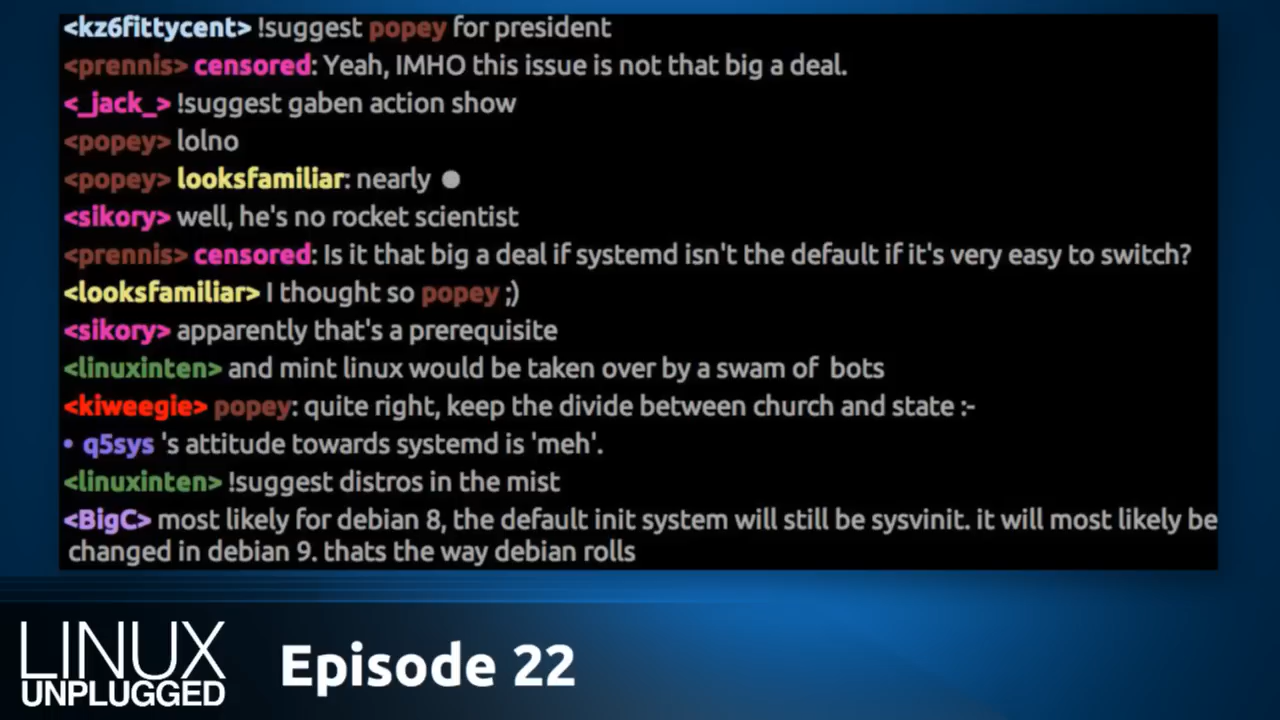 <kz6fittycent> !suggest popey for president
<prennis> censored: Yeah, IMHO this issue is not that big a deal.
<_jack_> !suggest gaben action show
<popey> lolno
<popey> looksfamiliar: nearly
<sikory> well, he's no rocket scientist
<prennis> censored: Is it that big a deal if systemd isn't the default if it's very easy to switch?
<looksfamiliar> I thought so popey ;)
<sikory> apparently that's a prerequisite
<linuxinten> and mint linux would be taken over by a swam of bots
<kiweegie> popey: quite right, keep the divide between church and state :-
• q5sys 's attitude towards systemd is 'meh'.
<linuxinten> !suggest distros in the mist
<BigC> most likely for debian 8, the default init system will still be sysvinit. it will most likely be
changed in debian 9. thats the way debian rolls
LINUX
UNPLUGGED
Episode 22